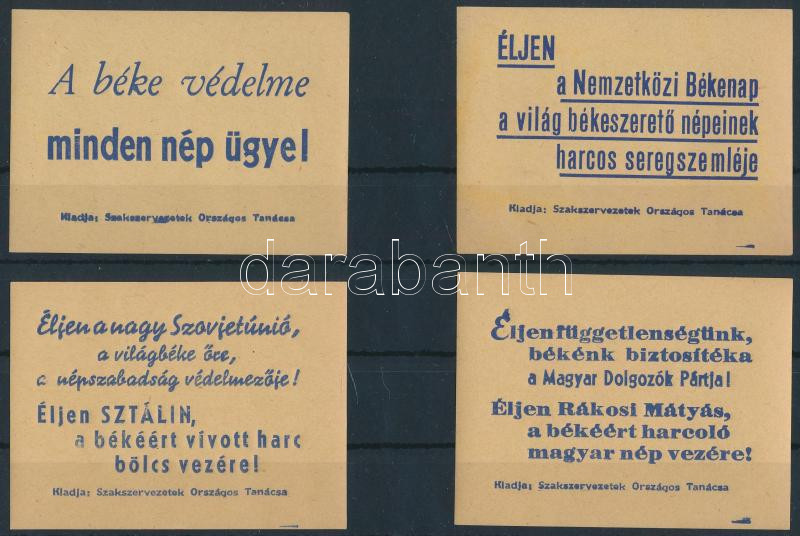 A béke védelme
minden nép ügye!
Kiadja: Szakszervezetek Országos Tanácsa
ÉLJEN
a Nemzetközi Békenap
a világ békeszerető népeinek
harcos seregszemléje
Kiadja: Szakszervezetek Országos Tanácsa
darabanth
Éljen a nagy Szovjetúnió,
a világbéke őre,
a népszabadság védelmezője!
Éljen SZTÁLIN,
a békéért vívott harc
bölcs vezére!
Kiadja: Szakszervezetek Országos Tanácsa
Éljen függetlenségünk,
békénk biztosítéka
a Magyar Dolgozók Pártja!
Éljen Rákosi Mátyás,
a békéért harcoló
magyar nép vezére!
Kiadja: Szakszervezetek Országos Tanácsa